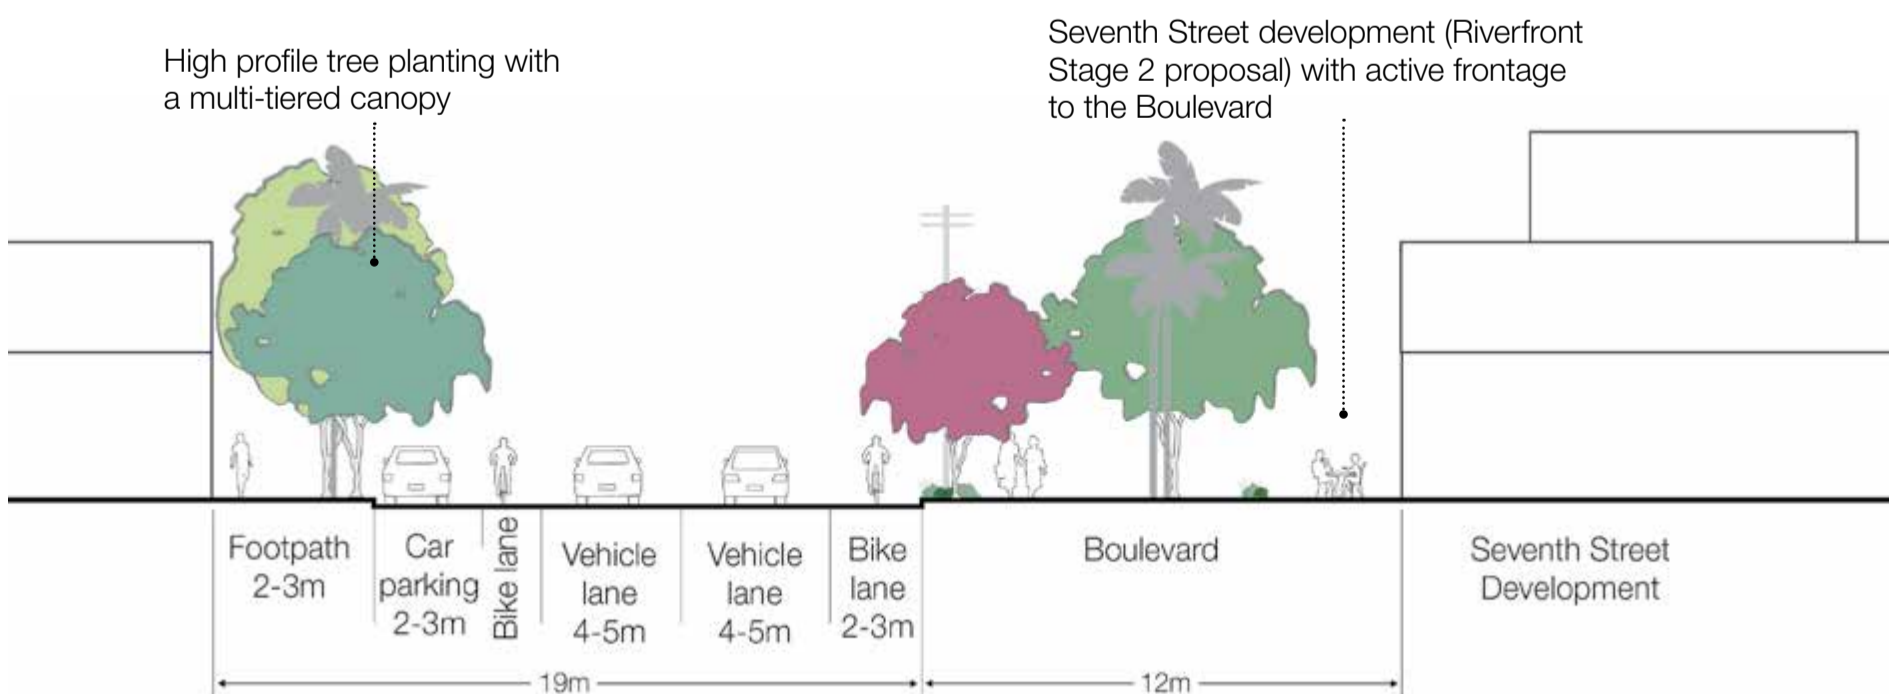 High profile tree planting with
a multi-tiered canopy
Seventh Street development (Riverfront
Stage 2 proposal) with active frontage
to the Boulevard
Footpath
2-3m
Car
parking
2-3m
Bike lane
Vehicle
lane
4-5m
Vehicle
lane
4-5m
Bike
lane
2-3m
Boulevard
Seventh Street
Development
19m
12m